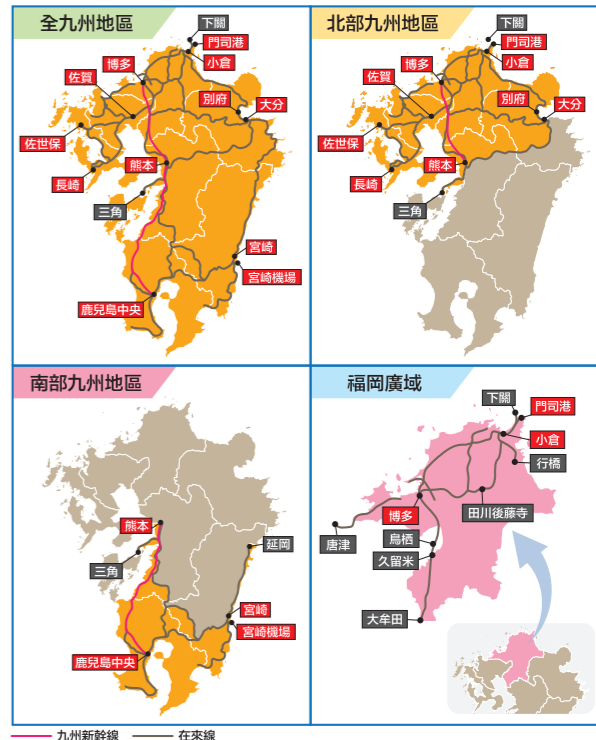 全九州地區
下關
門司港
小倉
博多
佐賀
別府
大分
佐世保
長崎
熊本
三角
宮崎
宮崎機場
鹿兒島中央
北部九州地區
下關
門司港
小倉
博多
佐賀
別府
大分
佐世保
長崎
熊本
三角
南部九州地區
熊本
延岡
三角
宮崎
宮崎機場
鹿兒島中央
福岡廣域
下關
門司港
小倉
行橋
博多
田川後藤寺
唐津
鳥栖
久留米
大牟田
九州新幹線
在來線